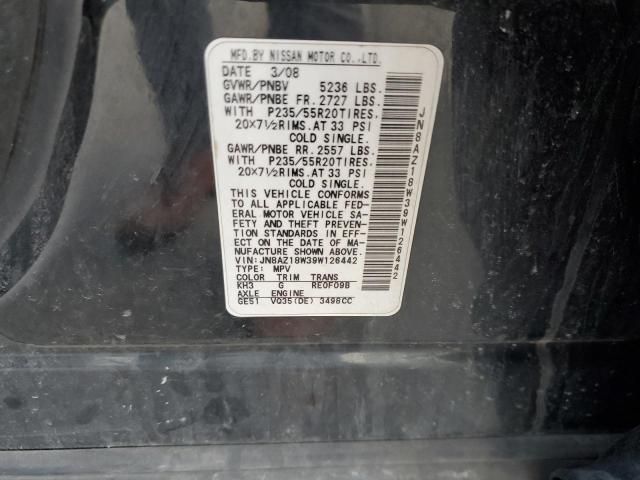 MFD.BY NISSAN MOTOR CO.,LTD.
DATE 3/08
GVWR/PNBV 5236 LBS.
GAWR/PNBE FR. 2727 LBS.
WITH P235/55R20TIRES.
20X7½RIMS.AT 33 PSI
COLD SINGLE.
GAWR/PNBE RR. 2557 LBS.
WITH P235/55R20TIRES.
20X7½RIMS.AT 33 PSI
COLD SINGLE.
THIS VEHICLE CONFORMS
TO ALL APPLICABLE FED-
ERAL MOTOR VEHICLE SA-
FETY AND THEFT PREVENTION
STANDARDS IN EFFECT
ON THE DATE OF MA-
NUFACTURE SHOWN ABOVE.
VIN:JN8AZ18W39W126442
TYPE: MPV
COLOR TRIM TRANS
KH3 G RE0F09B
AXLE ENGINE
GE51 VQ35(DE) 3498CC
JN8AZ18W39W126442